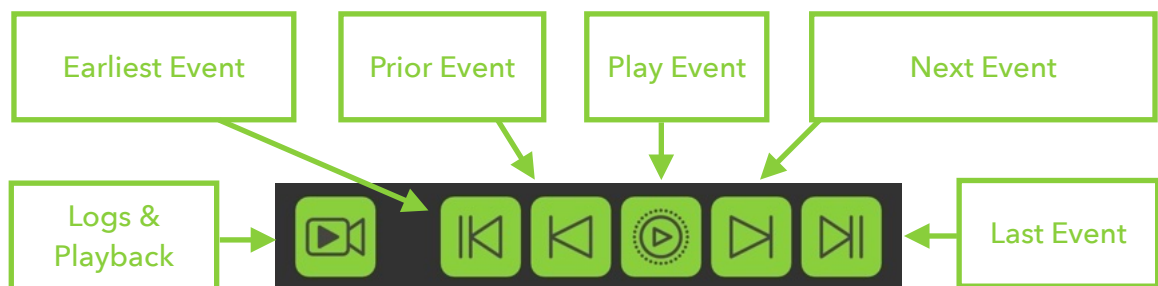 Earliest Event
Prior Event
Play Event
Next Event
Logs &
Playback
Last Event